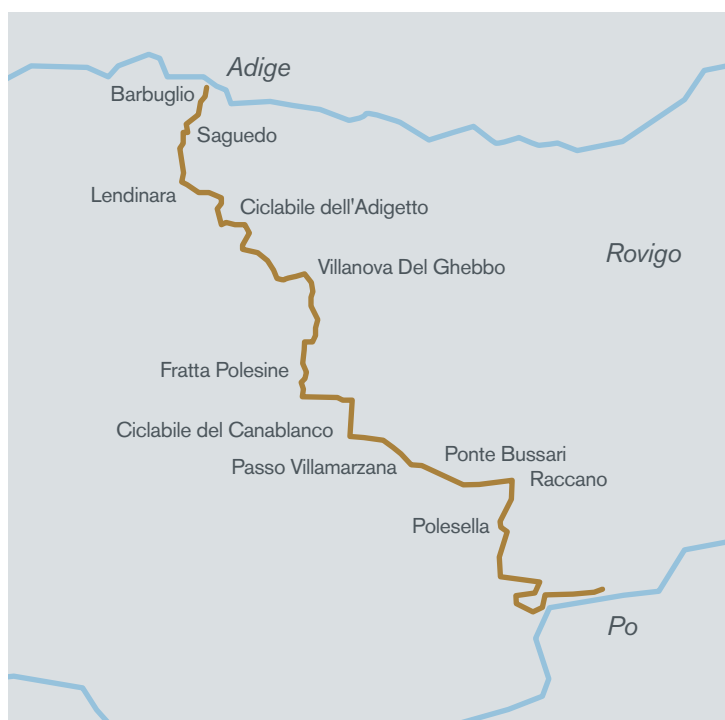 Adige
Barbuglio
Saguedo
Lendinara
Ciclabile dell'Adigetto
Rovigo
Villanova Del Ghebbo
Fratta Polesine
Ciclabile del Canablanco
Ponte Bussari
Passo Villamarzana
Raccano
Polesella
Po